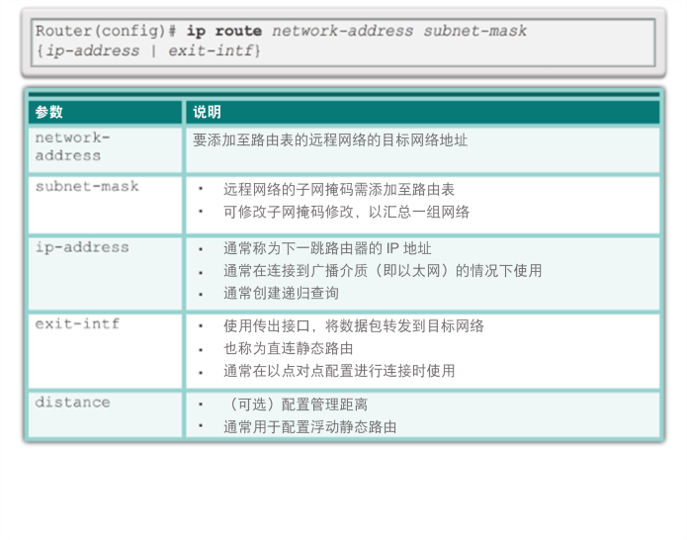 Router(config)# ip route network-address subnet-mask
{ip-address | exit-intf}
参数 说明
network-
address
要添加至路由表的远程网络的目标网络地址
subnet-mask
▪ 远程网络的子网掩码需添加至路由表
▪ 可修改子网掩码修改，以汇总一组网络
ip-address
▪ 通常称为下一跳路由器的 IP 地址
▪ 通常在连接到广播介质（即以太网）的情况下使用
▪ 通常创建递归查询
exit-intf
▪ 使用传出接口，将数据包转发到目标网络
▪ 也称为直连静态路由
▪ 通常在以点对点配置进行连接时使用
distance
▪ （可选）配置管理距离
▪ 通常用于配置浮动静态路由